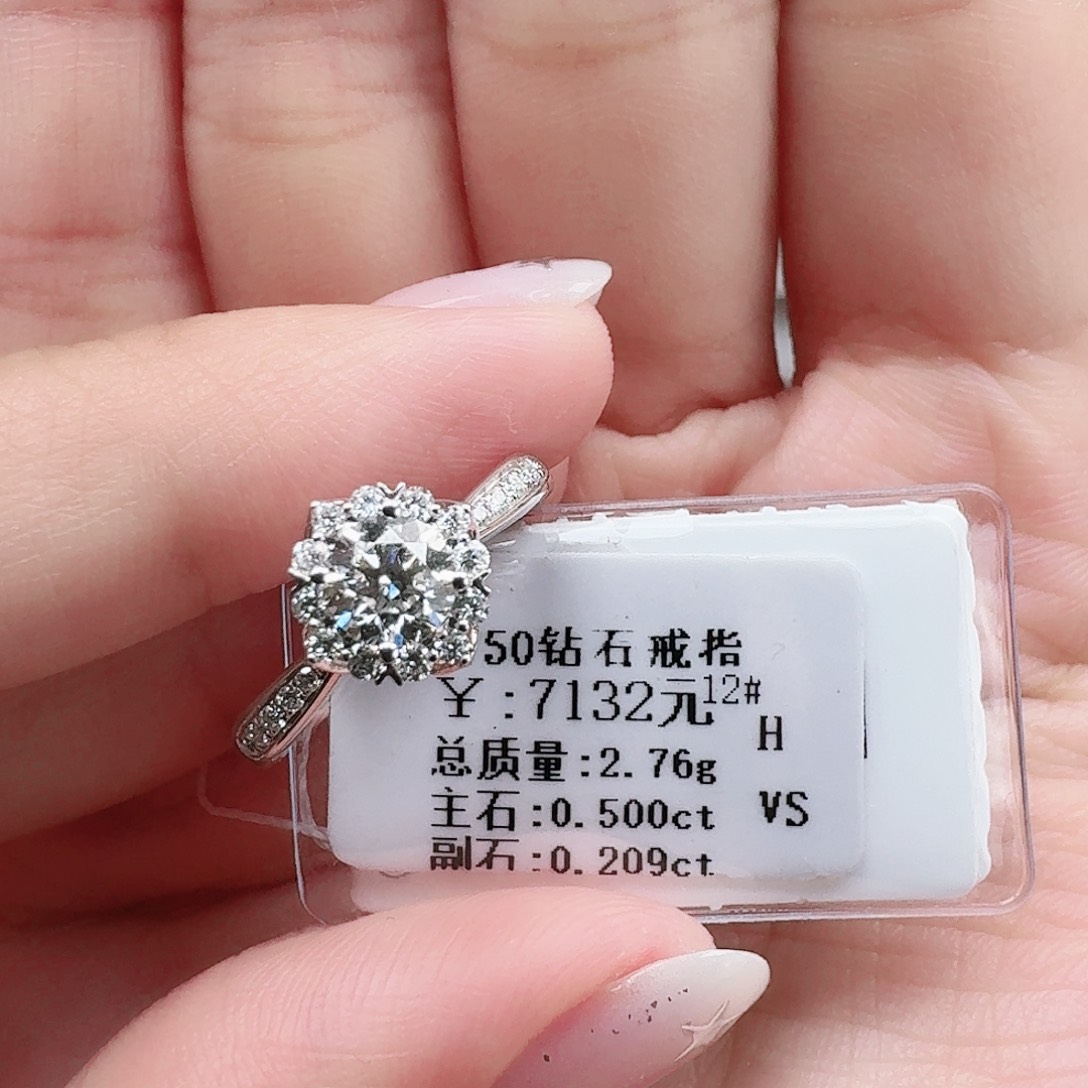 50钻石戒指
￥:7132元12#
H
总质量:2.76g
主石:0.500ct VS
副石:0.209ct